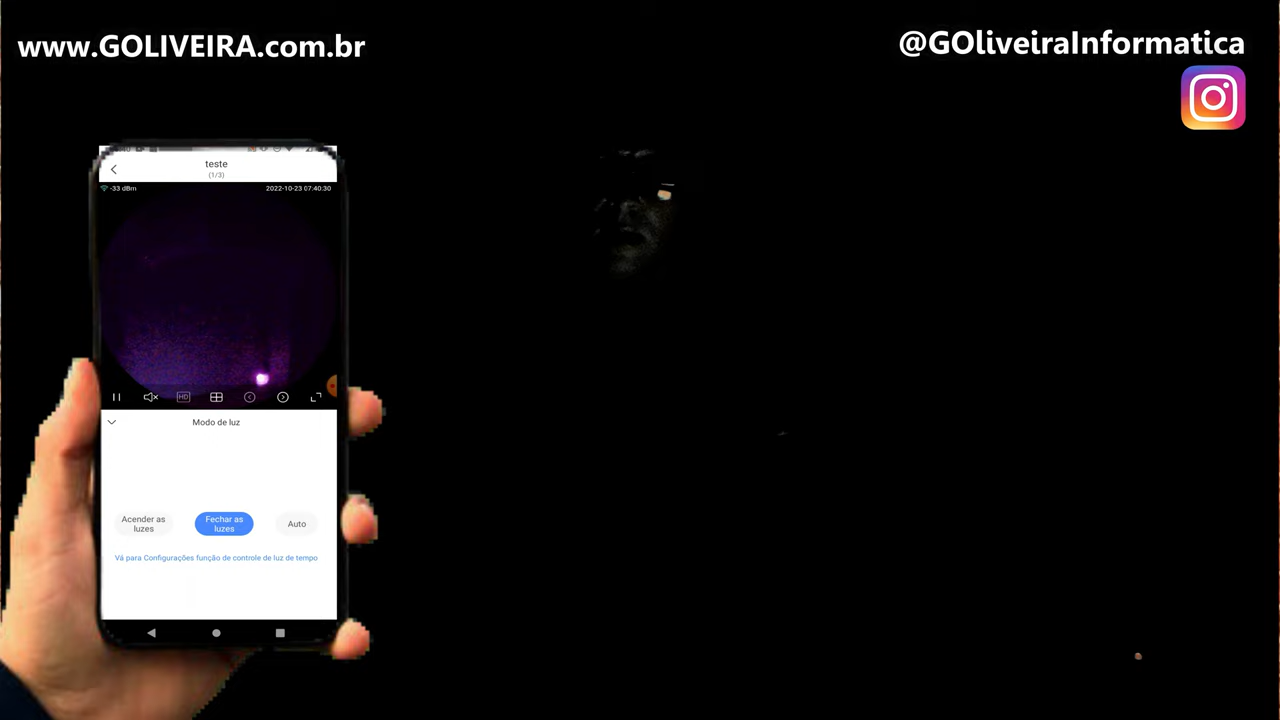 www.GOLIVEIRA.com.br
@GOliveiraInformatica
teste
(1/3)
-33 dBm
2022-10-23 07:40:30
HD
Modo de luz
Acender as
luzes
Fechar as
luzes
Auto
Vá para Configurações função de controle de luz de tempo